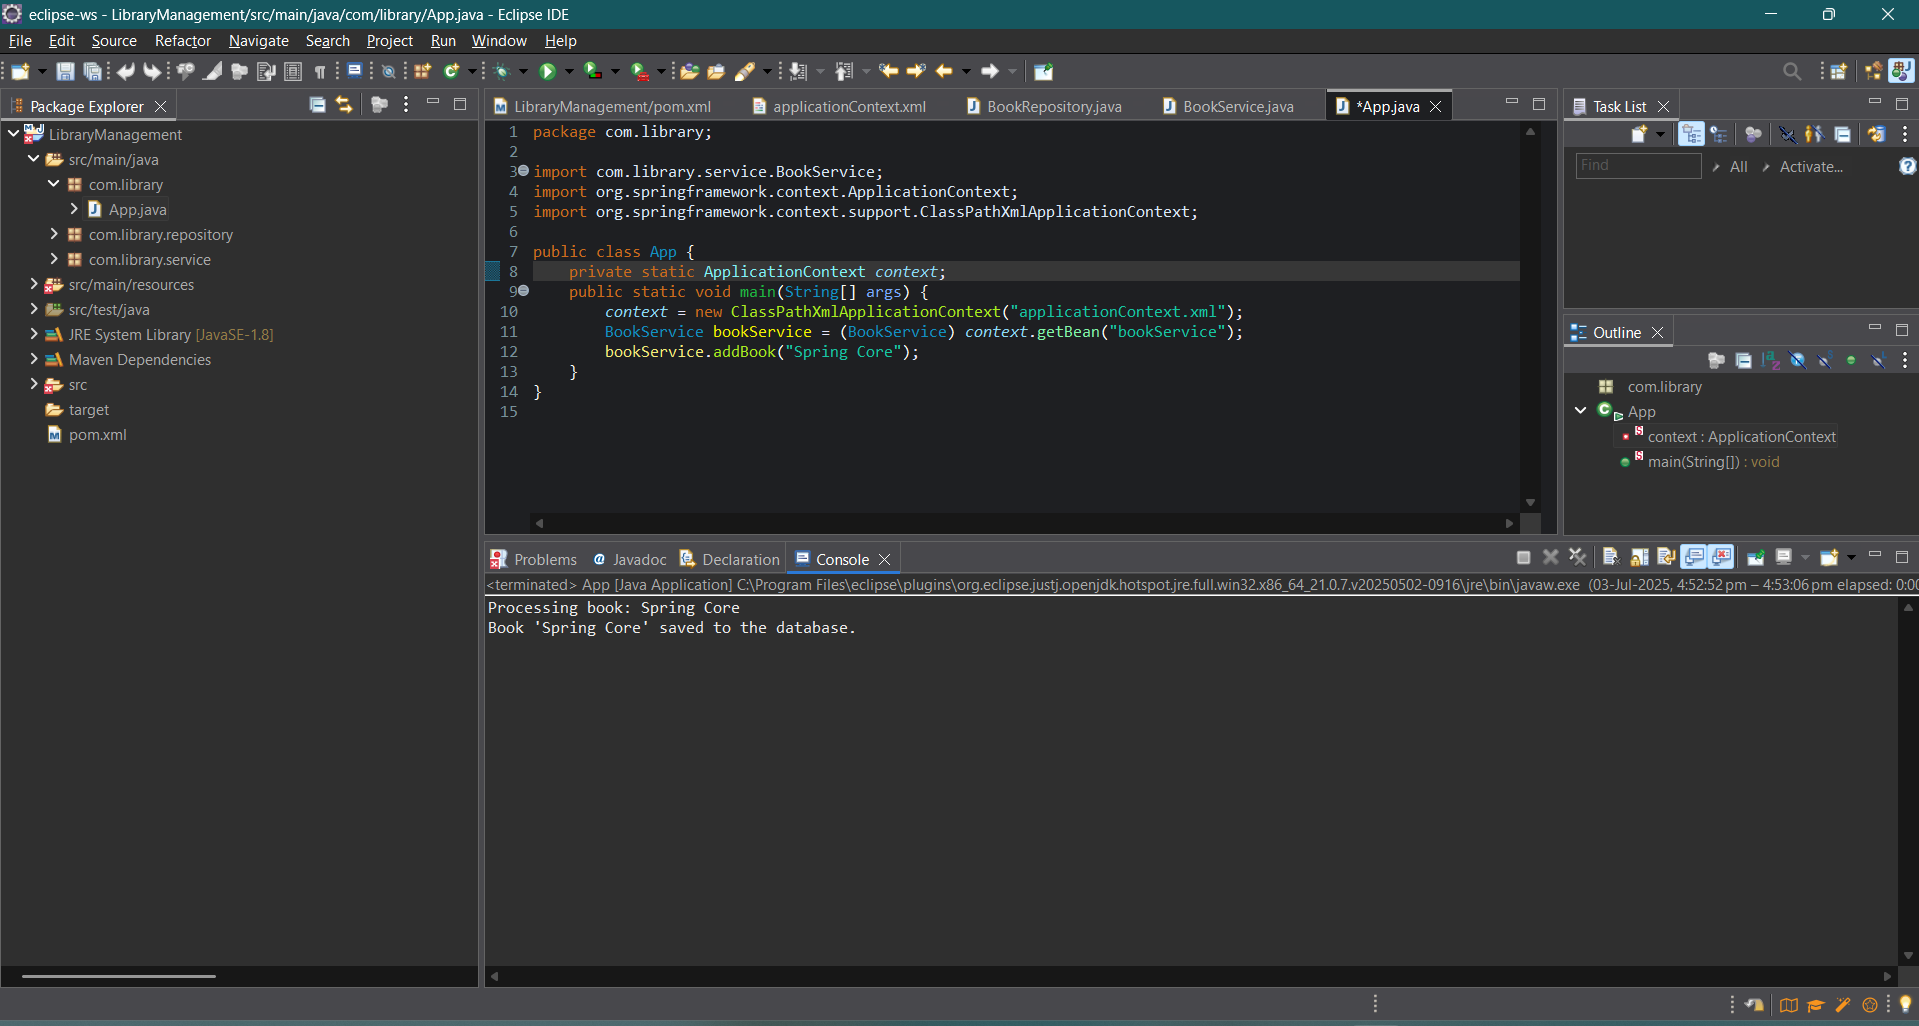 eclipse-ws - LibraryManagement/src/main/java/com/library/App.java - Eclipse IDE
File Edit Source Refactor Navigate Search Project Run Window Help
Package Explorer
LibraryManagement
src/main/java
com.library
App.java
com.library.repository
com.library.service
src/main/resources
src/test/java
JRE System Library [JavaSE-1.8]
Maven Dependencies
src
target
pom.xml
LibraryManagement/pom.xml applicationContext.xml BookRepository.java BookService.java *App.java
1 package com.library;
2
3 import com.library.service.BookService;
4 import org.springframework.context.ApplicationContext;
5 import org.springframework.context.support.ClassPathXmlApplicationContext;
6
7 public class App {
8 private static ApplicationContext context;
9 public static void main(String[] args) {
10 context = new ClassPathXmlApplicationContext("applicationContext.xml");
11 BookService bookService = (BookService) context.getBean("bookService");
12 bookService.addBook("Spring Core");
13 }
14 }
15
Task List
Find All Activate...
Outline
com.library
App
context : ApplicationContext
main(String[]) : void
Problems Javadoc Declaration Console
<terminated> App [Java Application] C:\Program Files\eclipse\plugins\org.eclipse.justj.openjdk.hotspot.jre.full.win32.x86_64_21.0.7.v20250502-0916\jre\bin\javaw.exe (03-Jul-2025, 4:52:52 pm – 4:53:06 pm elapsed: 0:00
Processing book: Spring Core
Book 'Spring Core' saved to the database.